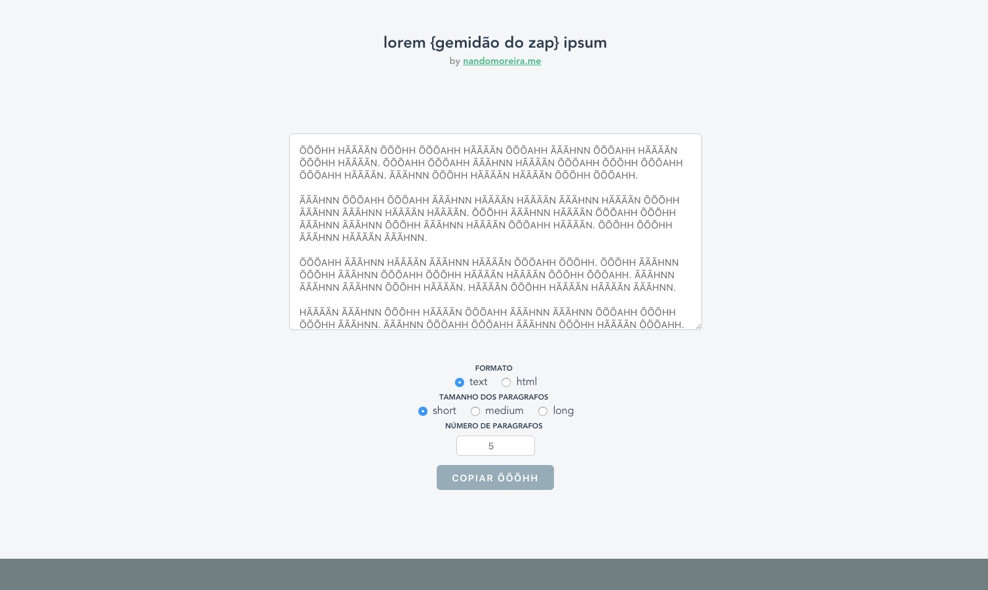 lorem {gemidão do zap} ipsum
by nandomoreira.me
ÕÕÕHH HÃÃÃÃN ÕÕÕHH ÕÕÕAHH HÃÃÃÃN ÕÕÕAHH ÃÃÃHNN ÕÕÕAHH HÃÃÃÃN
ÕÕÕHH HÃÃÃÃN. ÕÕÕAHH ÕÕÕAHH ÃÃÃHNN HÃÃÃÃN ÕÕÕAHH ÕÕÕHH ÕÕÕAHH
ÕÕÕAHH HÃÃÃÃN. ÃÃÃHNN ÕÕÕHH HÃÃÃÃN HÃÃÃÃN ÕÕÕHH ÕÕÕAHH.
ÃÃÃHNN ÕÕÕAHH ÕÕÕAHH ÃÃÃHNN HÃÃÃÃN HÃÃÃÃN ÃÃÃHNN HÃÃÃÃN ÕÕÕHH
ÃÃÃHNN ÃÃÃHNN HÃÃÃÃN HÃÃÃÃN. ÕÕÕHH ÃÃÃHNN HÃÃÃÃN ÕÕÕAHH ÕÕÕHH
ÃÃÃHNN ÃÃÃHNN ÕÕÕHH ÃÃÃHNN HÃÃÃÃN ÕÕÕAHH HÃÃÃÃN. ÕÕÕHH ÕÕÕHH
ÃÃÃHNN HÃÃÃÃN ÃÃÃHNN.
ÕÕÕAHH ÃÃÃHNN HÃÃÃÃN ÃÃÃHNN HÃÃÃÃN ÕÕÕAHH ÕÕÕHH. ÕÕÕHH ÃÃÃHNN
ÕÕÕHH ÃÃÃHNN ÕÕÕAHH ÕÕÕHH HÃÃÃÃN HÃÃÃÃN ÕÕÕHH ÕÕÕAHH. ÃÃÃHNN
ÃÃÃHNN ÃÃÃHNN ÕÕÕHH HÃÃÃÃN. HÃÃÃÃN ÕÕÕHH HÃÃÃÃN HÃÃÃÃN ÃÃÃHNN.
HÃÃÃÃN ÃÃÃHNN ÕÕÕHH HÃÃÃÃN ÕÕÕAHH ÃÃÃHNN ÃÃÃHNN ÕÕÕAHH ÕÕÕHH
ÕÕÕHH ÃÃÃHNN. ÃÃÃHNN ÕÕÕAHH ÕÕÕAHH ÃÃÃHNN ÕÕÕHH HÃÃÃÃN ÕÕÕAHH.
FORMATO
text html
TAMANHO DOS PARAGRAFOS
short medium long
NÚMERO DE PARAGRAFOS
5
COPIAR ÕÕÕHH